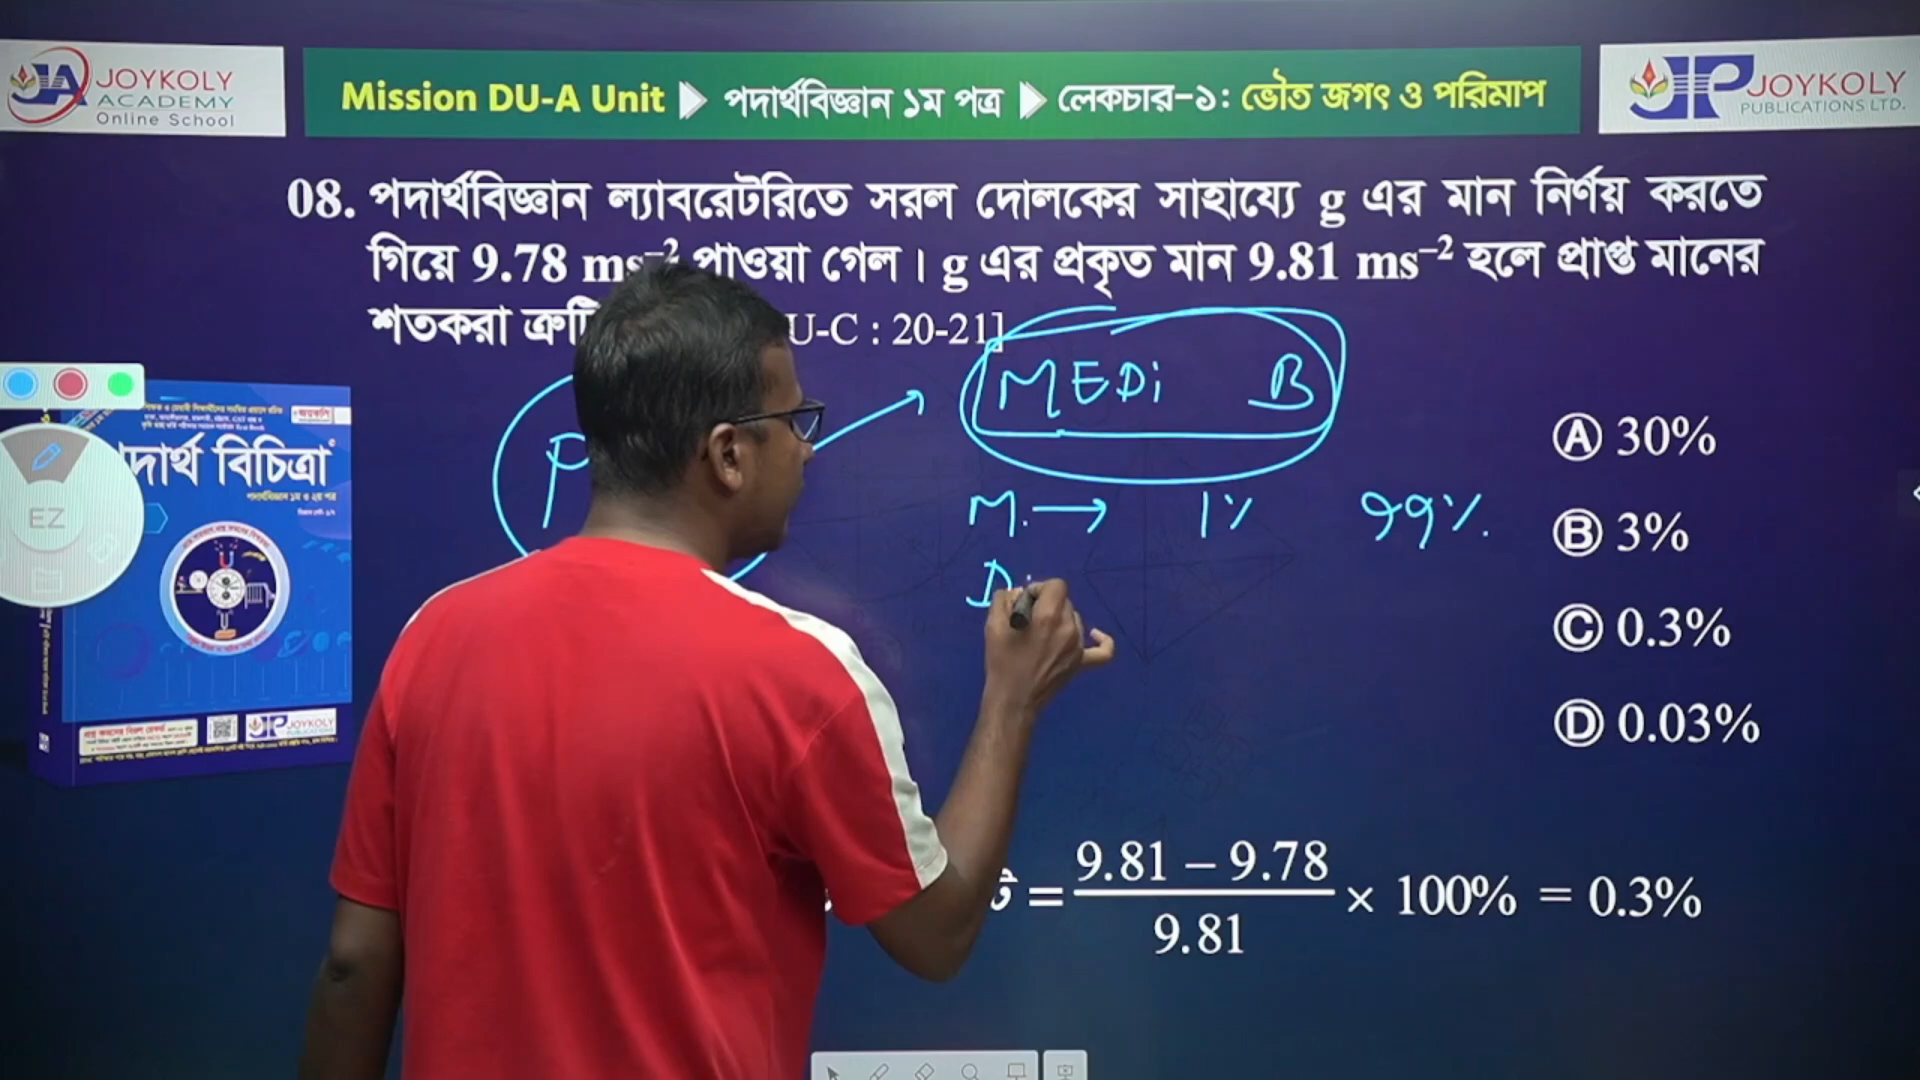 JOYKOLY
ACADEMY
Online School
Mission DU-A Unit পদার্থবিজ্ঞান ১ম পত্র লেকচার-১: ভৌত জগৎ ও পরিমাপ
JOYKOLY
PUBLICATIONS LTD.
08. পদার্থবিজ্ঞান ল্যাবরেটরিতে সরল দোলকের সাহায্যে g এর মান নির্ণয় করতে
গিয়ে 9.78 ms⁻² পাওয়া গেল। g এর প্রকৃত মান 9.81 ms⁻² হলে প্রাপ্ত মানের
শতকরা U-C : 20-21]
MEDi B
M. → 1% 99%.
D
P
EZ
বিচিত্রা
JOYKOLY
Ⓐ 30%
Ⓑ 3%
Ⓒ 0.3%
Ⓓ 0.03%
= (9.81 – 9.78) / 9.81 × 100% = 0.3%